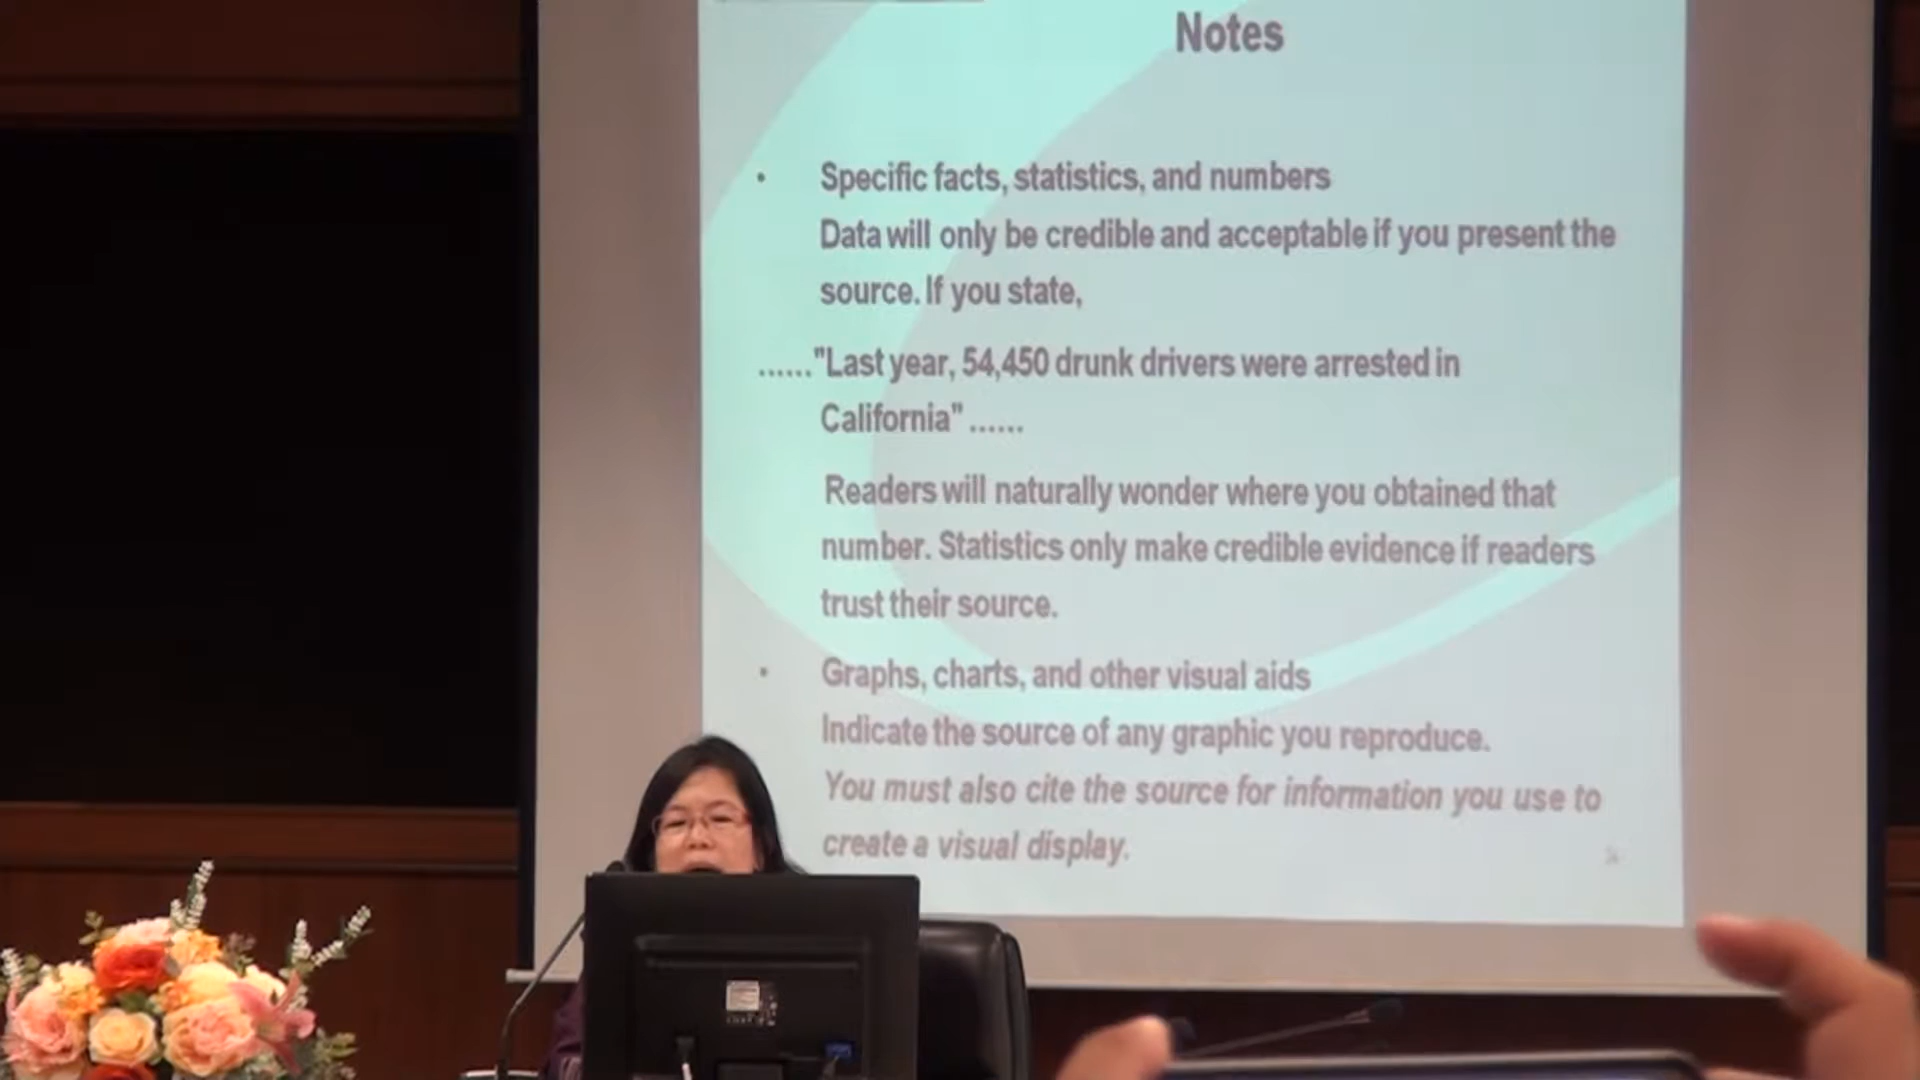 Notes
• Specific facts, statistics, and numbers
Data will only be credible and acceptable if you present the
source. If you state,
......"Last year, 54,450 drunk drivers were arrested in
California" ......
Readers will naturally wonder where you obtained that
number. Statistics only make credible evidence if readers
trust their source.
• Graphs, charts, and other visual aids
Indicate the source of any graphic you reproduce.
You must also cite the source for information you use to
create a visual display.